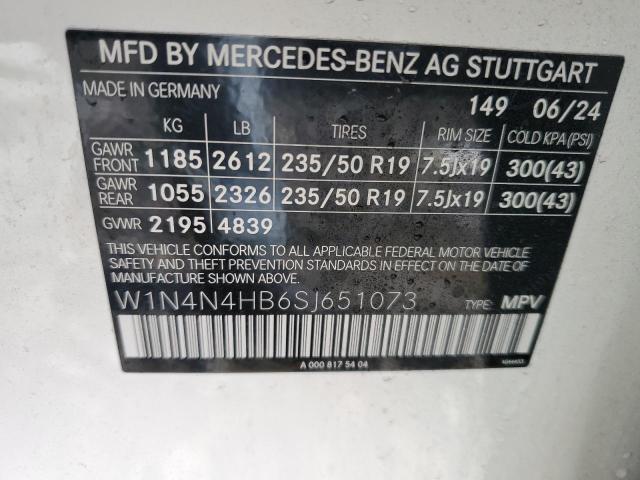 MFD BY MERCEDES-BENZ AG STUTTGART
MADE IN GERMANY 149 06/24
KG LB TIRES RIM SIZE COLD KPA(PSI)
GAWR FRONT 1185 2612 235/50 R19 7.5Jx19 300(43)
GAWR REAR 1055 2326 235/50 R19 7.5Jx19 300(43)
GVWR 2195 4839
THIS VEHICLE CONFORMS TO ALL APPLICABLE FEDERAL MOTOR VEHICLE
SAFETY AND THEFT PREVENTION STANDARDS IN EFFECT ON THE DATE OF
MANUFACTURE SHOWN ABOVE.
W1N4N4HB6SJ651073 TYPE: MPV
A 000 817 54 04